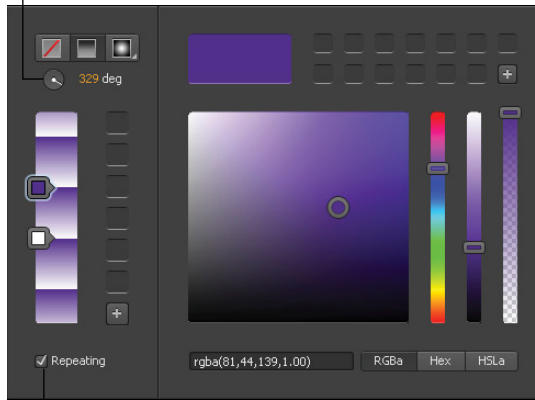 329 deg
Repeating
rgba(81,44,139,1.00)
RGBa
Hex
HSLa